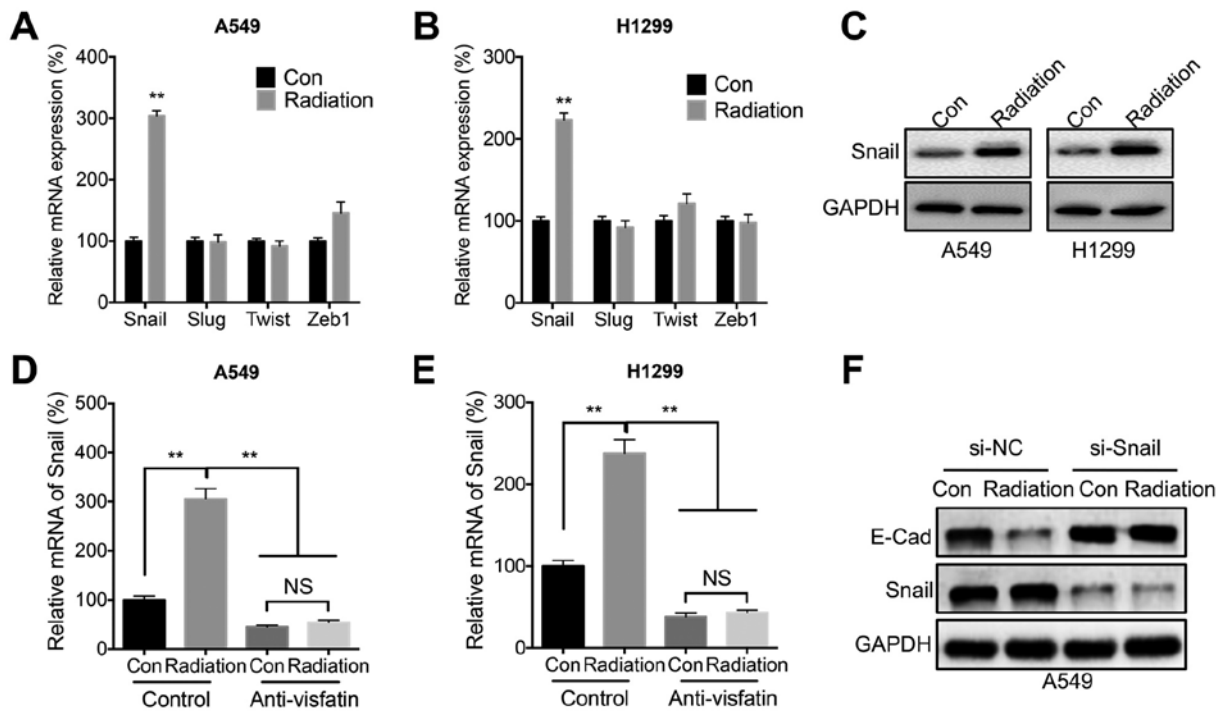 A
A549
Relative mRNA expression (%)
400
300
200
100
0
**
Con
Radiation
Snail Slug Twist Zeb1
B
H1299
Relative mRNA expression (%)
300
200
100
0
**
Con
Radiation
Snail Slug Twist Zeb1
C
Con Radiation Con Radiation
Snail
GAPDH
A549 H1299
D
A549
Relative mRNA of Snail (%)
500
400
300
200
100
0
** **
NS
Con Radiation Con Radiation
Control Anti-visfatin
E
H1299
Relative mRNA of Snail (%)
300
200
100
0
** **
NS
Con Radiation Con Radiation
Control Anti-visfatin
F
si-NC si-Snail
Con Radiation Con Radiation
E-Cad
Snail
GAPDH
A549